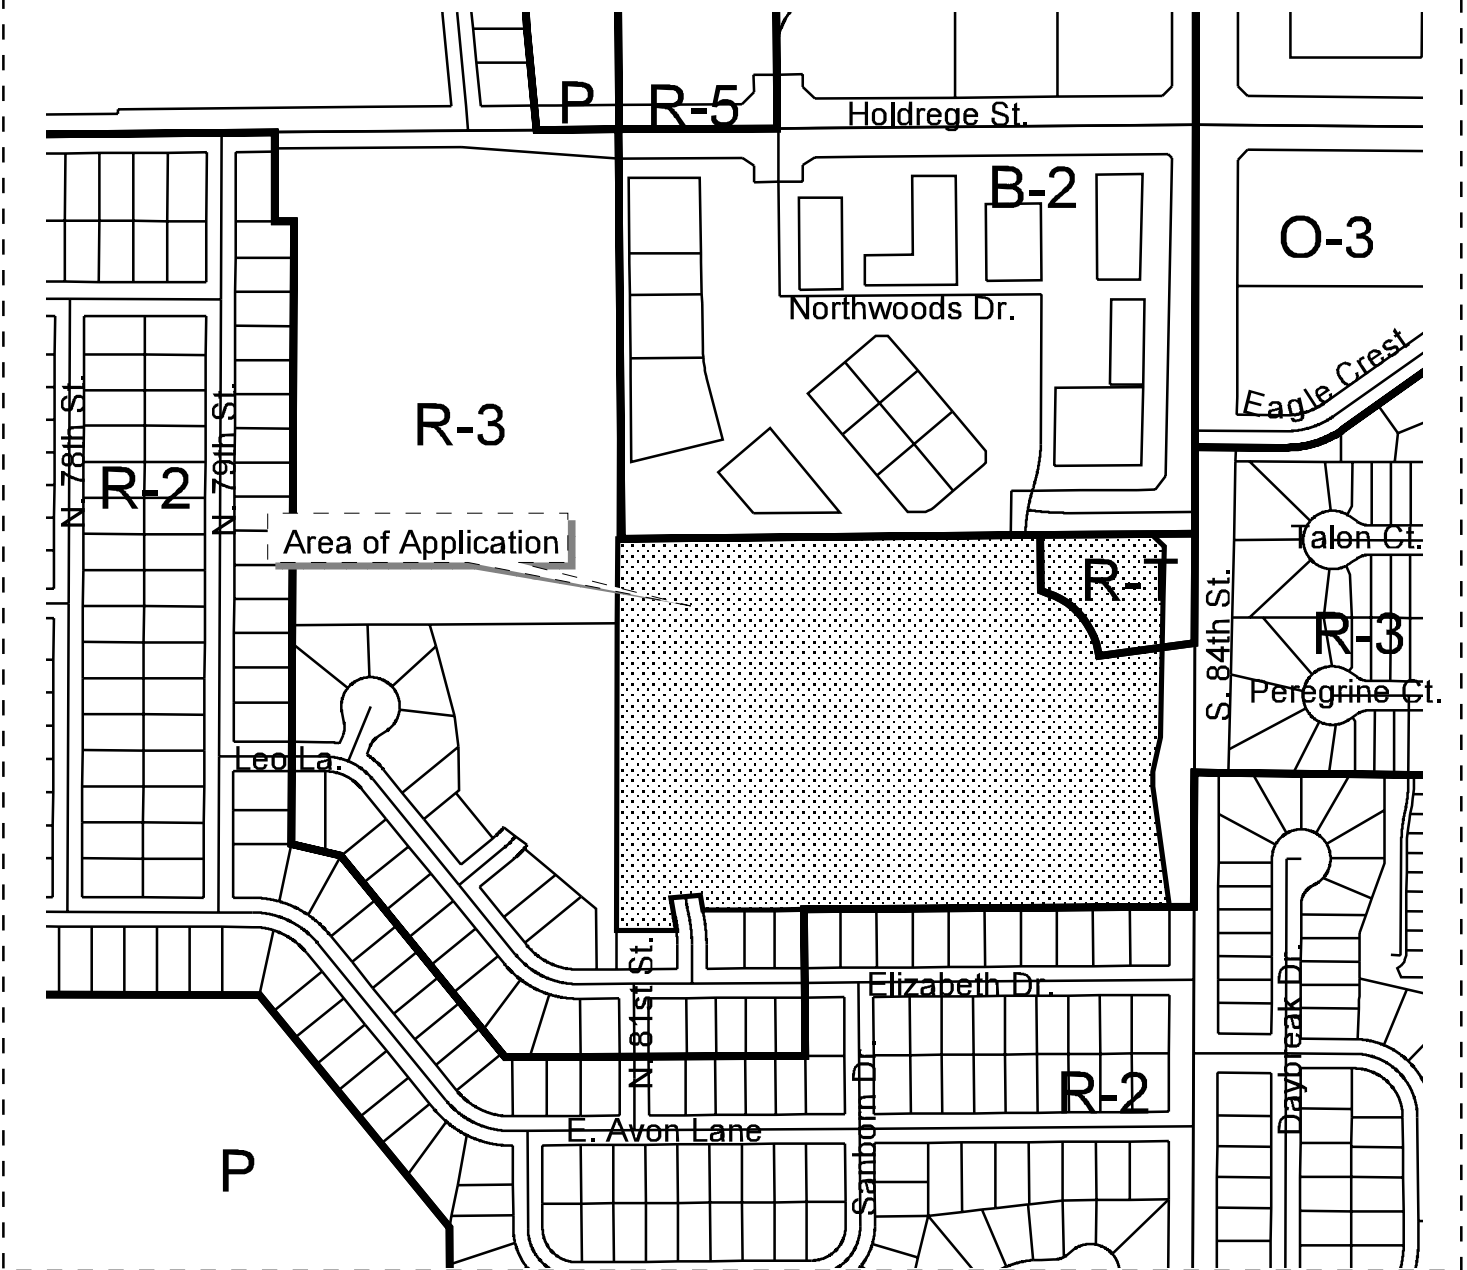 P
R-5
Holdrege St.
B-2
O-3
Northwoods Dr.
Eagle Crest
R-3
N. 78th St.
N. 79th St.
R-2
Area of Application
Talon Ct.
R-T
S. 84th St.
R-3
Peregrine Ct.
Leo La.
N. 81st St.
Elizabeth Dr.
Daybreak Dr.
Sanborn Dr.
R-2
E. Avon Lane
P